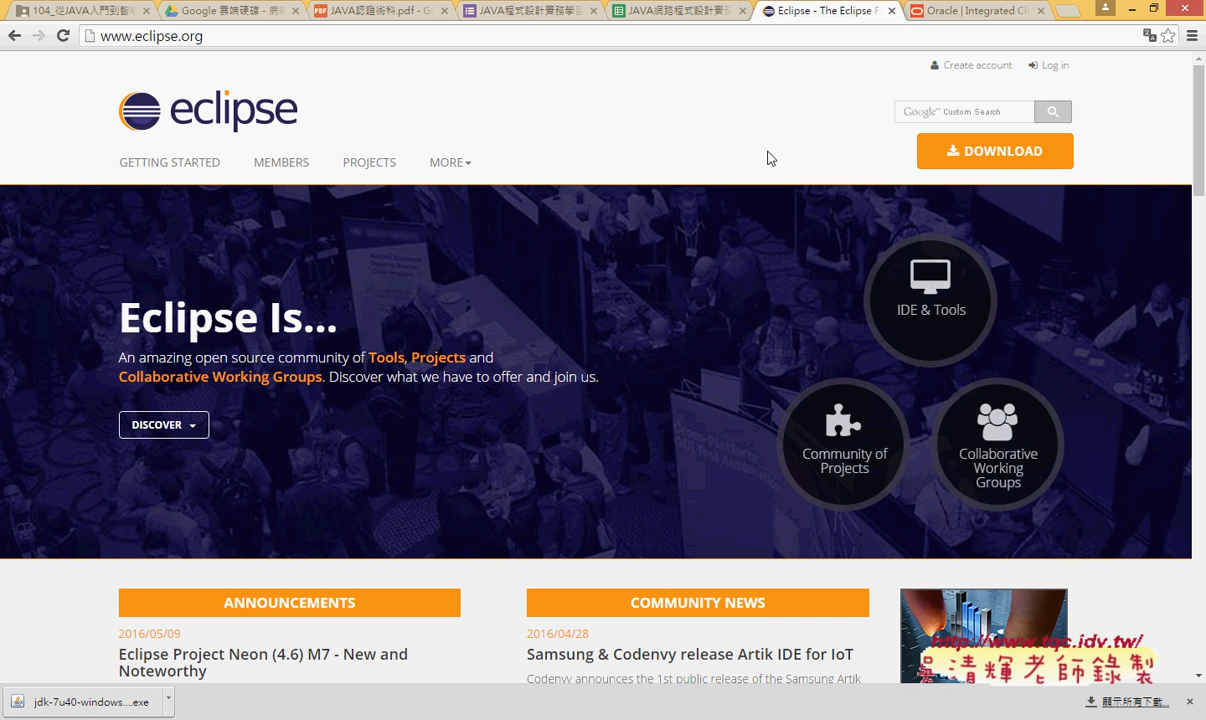 104_從JAVA入門到智
Google 雲端硬碟 - 病
JAVA認證術科.pdf - G
JAVA程式設計實務學
JAVA網路程式設計實
Eclipse - The Eclipse F
Oracle | Integrated Cl
www.eclipse.org
Create account
Log in
eclipse
Google™ Custom Search
DOWNLOAD
GETTING STARTED
MEMBERS
PROJECTS
MORE
IDE & Tools
Eclipse Is...
An amazing open source community of Tools, Projects and
Collaborative Working Groups. Discover what we have to offer and join us.
DISCOVER
Community of
Projects
Collaborative
Working
Groups
ANNOUNCEMENTS
COMMUNITY NEWS
2016/05/09
2016/04/28
Eclipse Project Neon (4.6) M7 - New and
Noteworthy
Samsung & Codenvy release Artik IDE for IoT
Codenvy announces the 1st public release of the Samsung Artik
http://www.tqc.idv.tw/
吳清輝老師錄製
jdk-7u40-windows....exe
顯示所有下載...